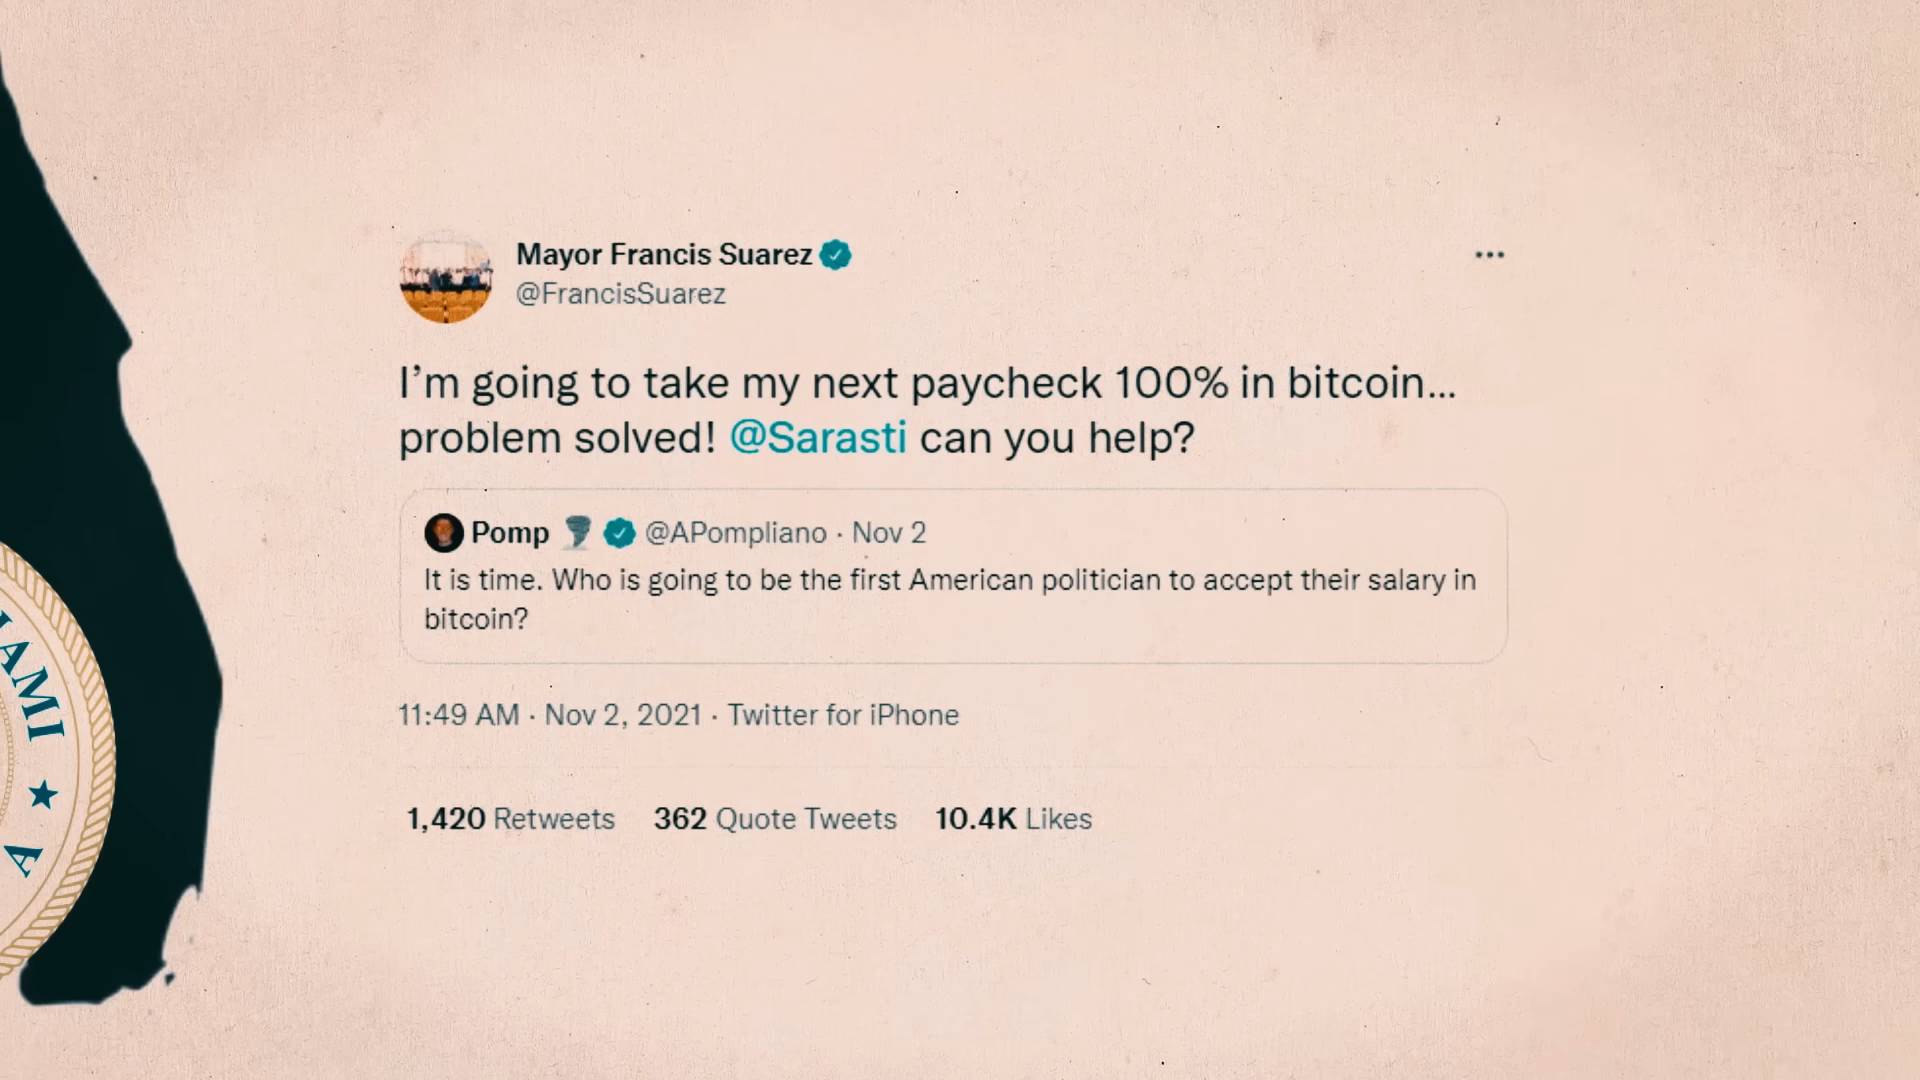 Mayor Francis Suarez
@FrancisSuarez
I’m going to take my next paycheck 100% in bitcoin...
problem solved! @Sarasti can you help?
Pomp @APompliano · Nov 2
It is time. Who is going to be the first American politician to accept their salary in
bitcoin?
11:49 AM · Nov 2, 2021 · Twitter for iPhone
1,420 Retweets 362 Quote Tweets 10.4K Likes
AMI
A